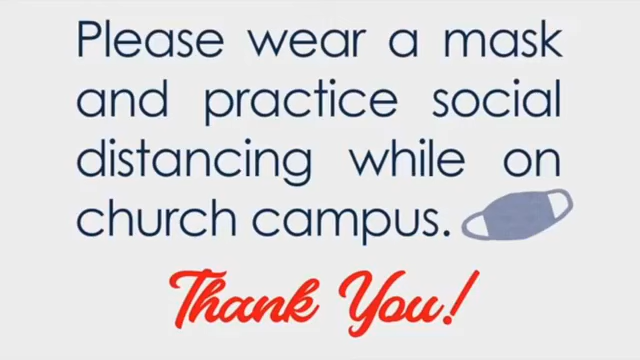 Please wear a mask
and practice social
distancing while on
church campus.
Thank You!